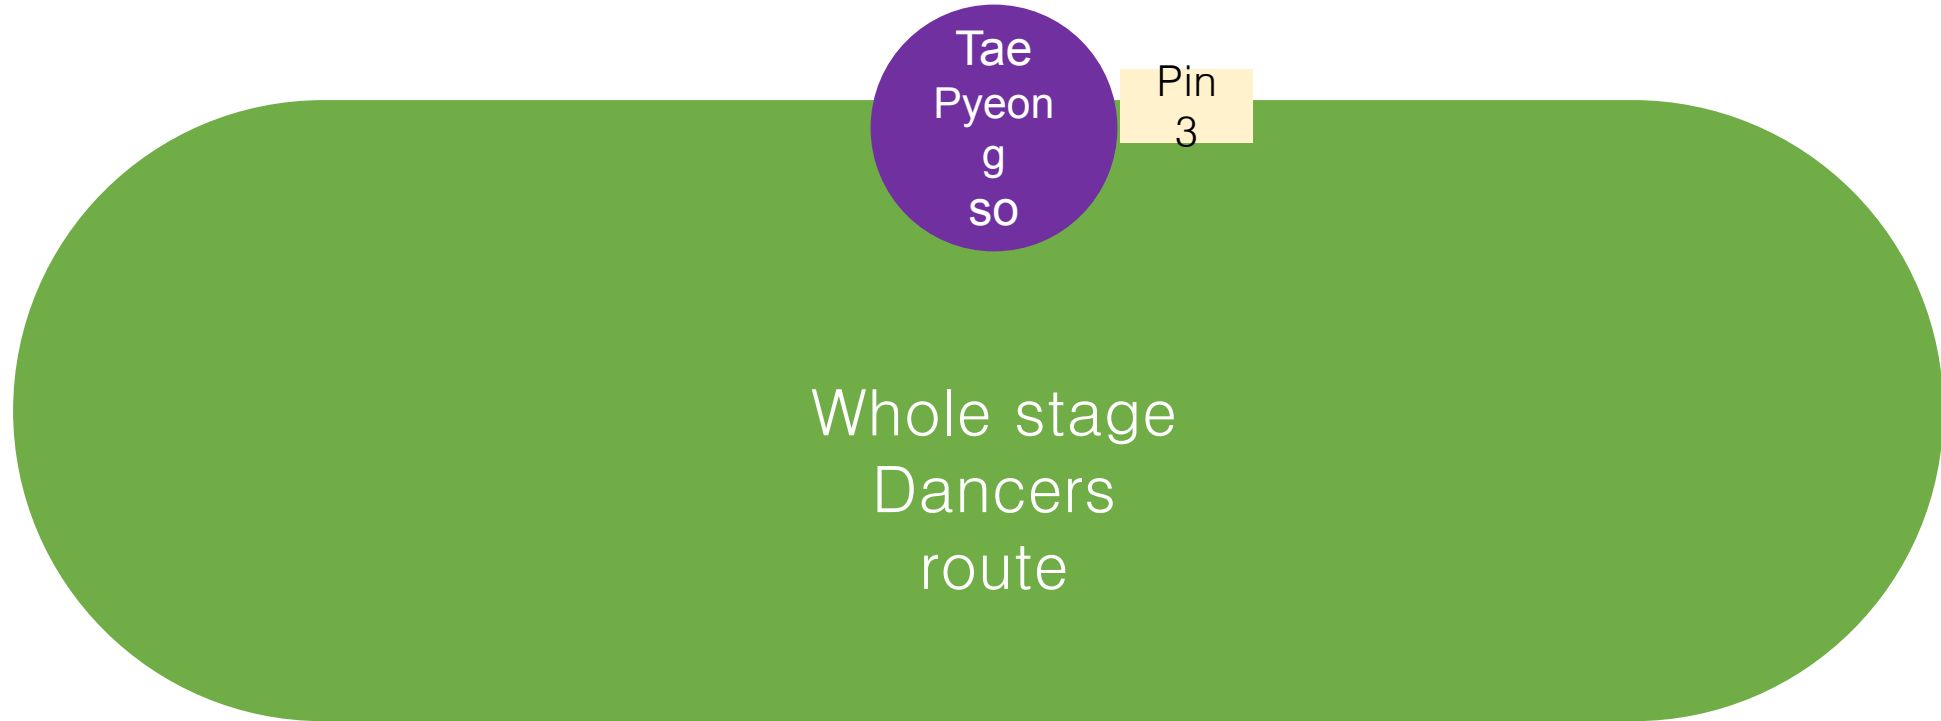 Tae
Pyeon
g
so
Pin
3
Whole stage
Dancers
route